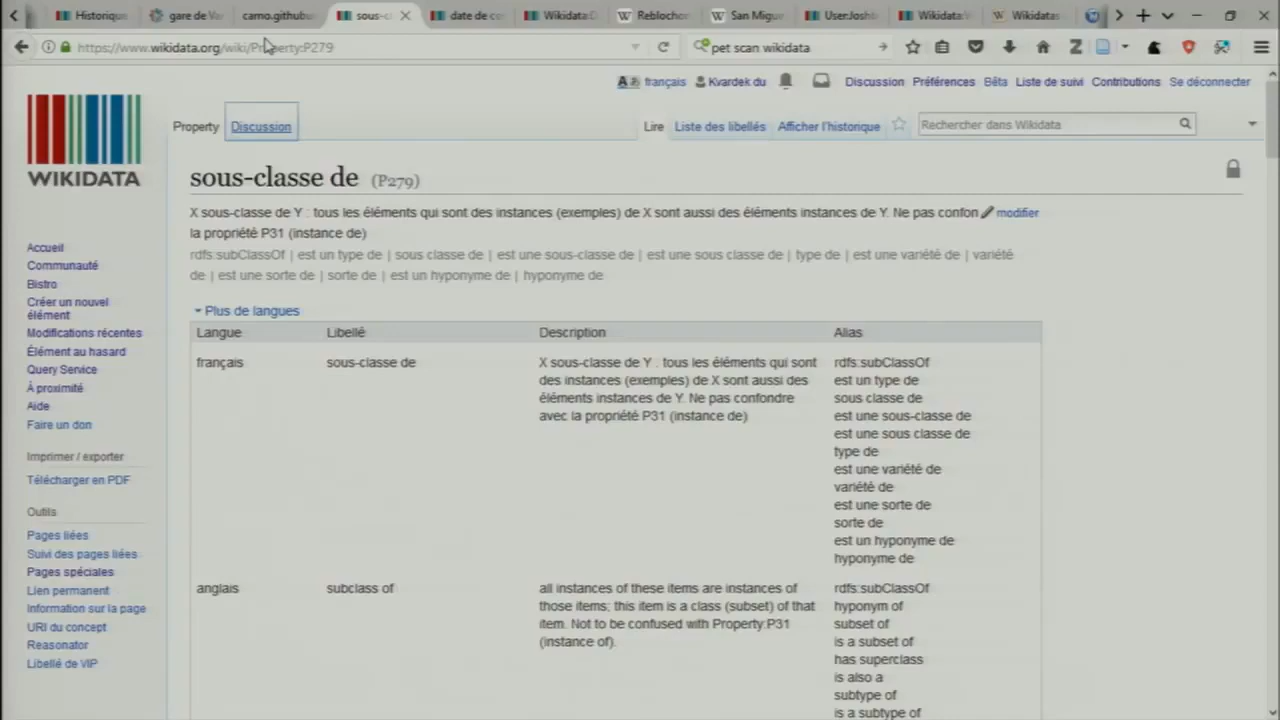 Historique
gare de Va
camo.githubu
sous-c
date de co
Wikidata:D
Reblochon
San Migue
User:Joshb
Wikidata:V
Wikidatas
https://www.wikidata.org/wiki/Property:P279
pet scan wikidata
français
Kvardek du
Discussion
Préférences
Bêta
Liste de suivi
Contributions
Se déconnecter
Property
Discussion
Lire
Liste des libellés
Afficher l'historique
Rechercher dans Wikidata
WIKIDATA
sous-classe de (P279)
X sous-classe de Y : tous les éléments qui sont des instances (exemples) de X sont aussi des éléments instances de Y. Ne pas confon modifier
la propriété P31 (instance de)
rdfs:subClassOf | est un type de | sous classe de | est une sous-classe de | est une sous classe de | type de | est une variété de | variété
de | est une sorte de | sorte de | est un hyponyme de | hyponyme de
Accueil
Communauté
Bistro
Créer un nouvel
élément
Modifications récentes
Élément au hasard
Query Service
À proximité
Aide
Faire un don
Imprimer / exporter
Télécharger en PDF
Outils
Pages liées
Suivi des pages liées
Pages spéciales
Lien permanent
Information sur la page
URI du concept
Reasonator
Libellé de VIP
Plus de langues
Langue Libellé Description Alias
français
sous-classe de
X sous-classe de Y : tous les éléments qui sont
des instances (exemples) de X sont aussi des
éléments instances de Y. Ne pas confondre
avec la propriété P31 (instance de)
rdfs:subClassOf
est un type de
sous classe de
est une sous-classe de
est une sous classe de
type de
est une variété de
variété de
est une sorte de
sorte de
est un hyponyme de
hyponyme de
anglais
subclass of
all instances of these items are instances of
those items; this item is a class (subset) of that
item. Not to be confused with Property:P31
(instance of).
rdfs:subClassOf
hyponym of
subset of
is a subset of
has superclass
is also a
subtype of
is a subtype of